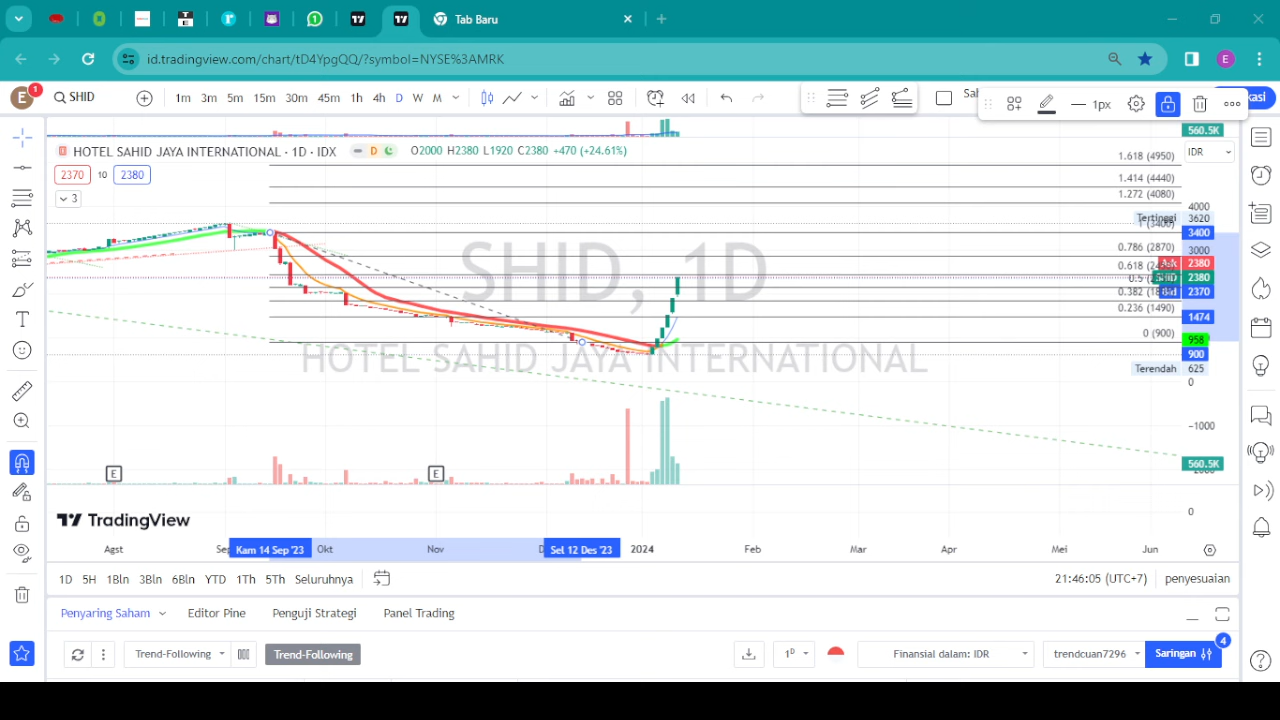 Tab Baru
id.tradingview.com/chart/tD4YpgQQ/?symbol=NYSE%3AMRK
E
E 1 SHID 1m 3m 5m 15m 30m 45m 1h 4h D W M 1px
560.5K
HOTEL SAHID JAYA INTERNATIONAL · 1D · IDX D O2000 H2380 L1920 C2380 +470 (+24.61%)
IDR
2370 10 2380
3
1.618 (4950)
1.414 (4440)
1.272 (4080)
4000
Tertinggi 3620
3400
0.786 (2870) 3000
2380
2380
2370
0.236 (1490) 1474
0 (900) 958
900
Terendah 625
0
SHID, 1D
HOTEL SAHID JAYA INTERNATIONAL
−1000
560.5K
E E
TradingView
0
Agst Kam 14 Sep '23 Okt Nov Sel 12 Des '23 2024 Feb Mar Apr Mei Jun
1D 5H 1Bln 3Bln 6Bln YTD 1Th 5Th Seluruhnya 21:46:05 (UTC+7) penyesuaian
Penyaring Saham Editor Pine Penguji Strategi Panel Trading
Trend-Following Trend-Following 1D Finansial dalam: IDR trendcuan7296 Saringan 4